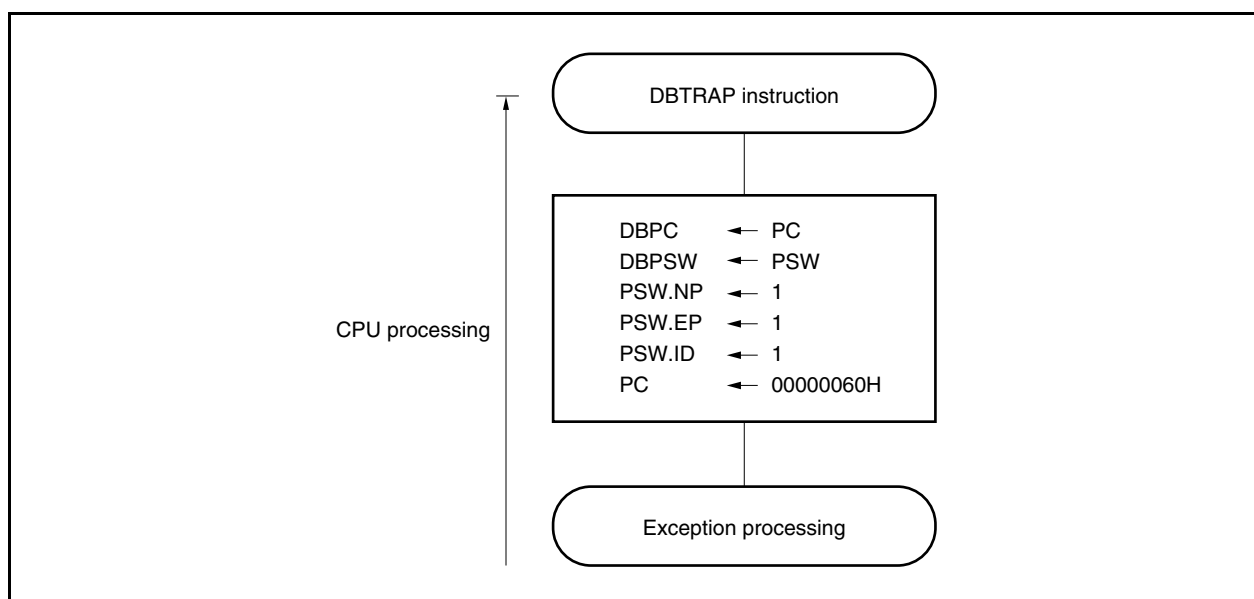 DBTRAP instruction
DBPC ← PC
DBPSW ← PSW
PSW.NP ← 1
PSW.EP ← 1
PSW.ID ← 1
PC ← 00000060H
CPU processing
Exception processing